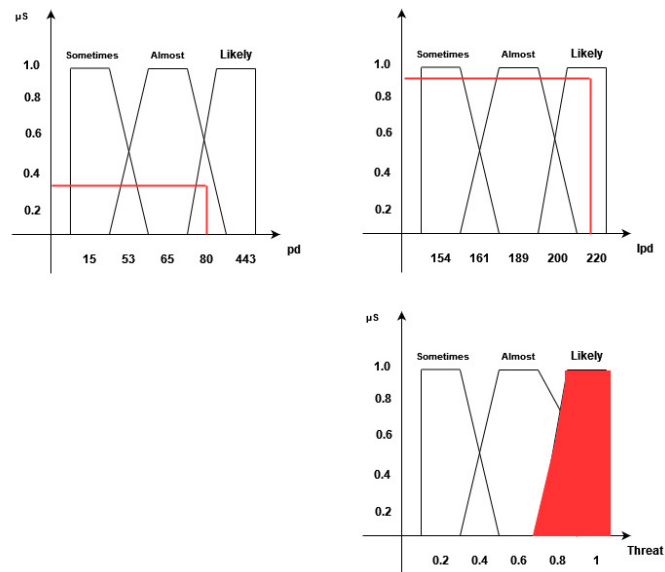 μS
Sometimes Almost Likely
1.0
0.8
0.6
0.4
0.2
15 53 65 80 443
pd
μS
Sometimes Almost Likely
1.0
0.8
0.6
0.4
0.2
154 161 189 200 220
lpd
μS
Sometimes Almost Likely
1.0
0.8
0.6
0.4
0.2
0.2 0.4 0.6 0.8 1
Threat